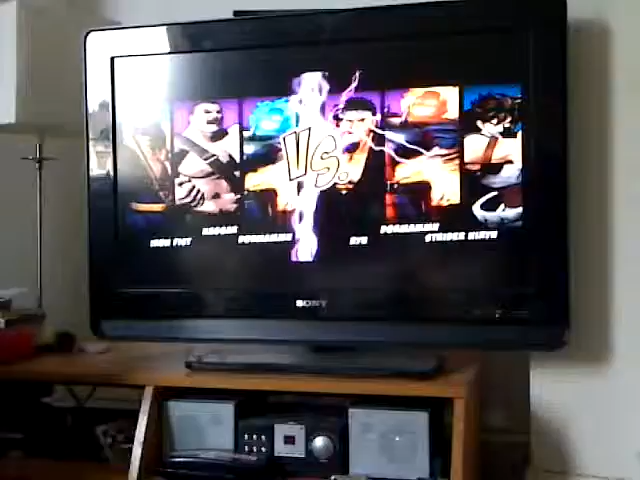 VS.
IRON FIST
HAGGAR
DORMAMMU
RYU
DORMAMMU
STRIDER HIRYU
SONY